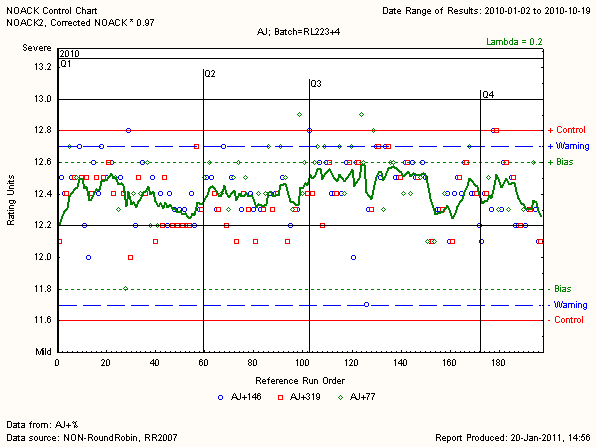 NOACK Control Chart
Date Range of Results: 2010-01-02 to 2010-10-19
NOACK2, Corrected NOACK * 0.97
AJ; Batch=RL223+4
Lambda = 0.2
Severe
2010
Q1
Q2
Q3
Q4
13.2
13.0
12.8
12.6
12.4
12.2
12.0
11.8
11.6
Mild
Rating Units
+ Control
+ Warning
+ Bias
- Bias
- Warning
- Control
1
20
40
60
80
100
120
140
160
180
Reference Run Order
AJ+146
AJ+319
AJ+77
Data from: AJ+%
Data source: NON-RoundRobin, RR2007
Report Produced: 20-Jan-2011, 14:56